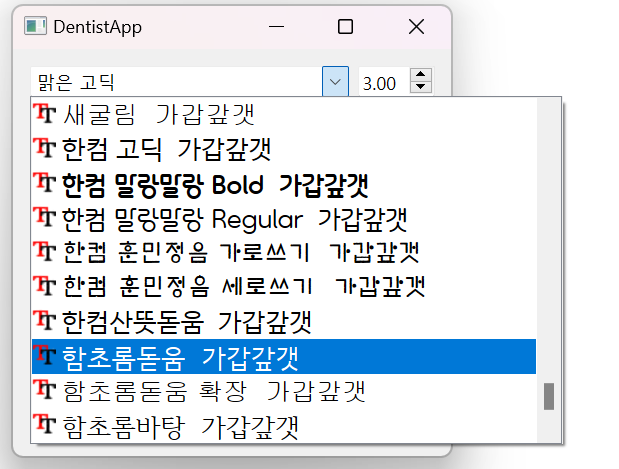 DentistApp
맑은 고딕 3.00
새굴림 가갑갚갯
한컴 고딕 가갑갚갯
한컴 말랑말랑 Bold 가갑갚갯
한컴 말랑말랑 Regular 가갑갚갯
한컴 훈민정음 가로쓰기 가갑갚갯
한컴 훈민정음 세로쓰기 가갑갚갯
한컴산뜻돋움 가갑갚갯
함초롬돋움 가갑갚갯
함초롬돋움 확장 가갑갚갯
함초롬바탕 가갑갚갯